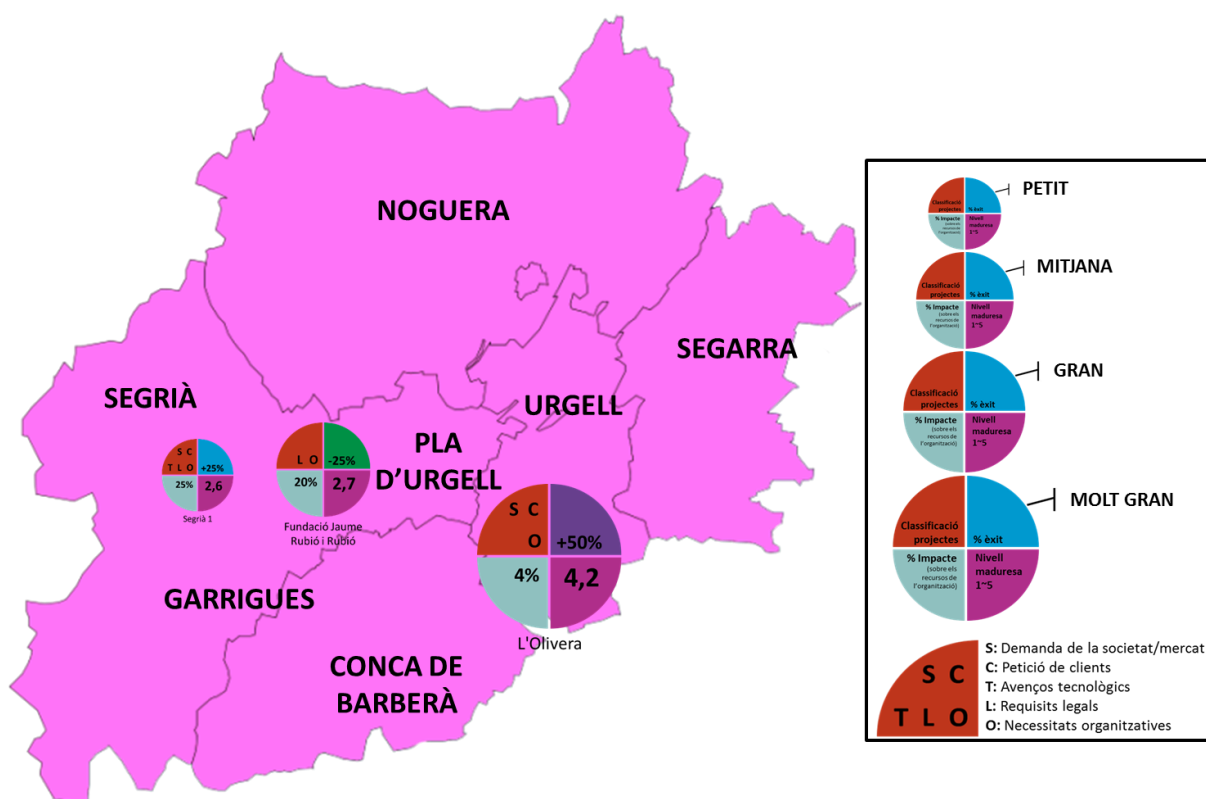 NOGUERA
SEGARRA
SEGRIÀ
URGELL
PLA
D'URGELL
GARRIGUES
CONCA DE
BARBERÀ
S C
T L O
+25%
25%
2,6
Segrià 1
L O
-25%
20%
2,7
Fundació Jaume
Rubió i Rubió
S C
O
+50%
4%
4,2
L'Olivera
PETIT
Classificació
projectes
% èxit
% Impacte
(sobre els
recursos de
l'organització)
Nivell
maduresa
1~5
MITJANA
Classificació
projectes
% èxit
% Impacte
(sobre els
recursos de
l'organització)
Nivell
maduresa
1~5
GRAN
Classificació
projectes
% èxit
% Impacte
(sobre els
recursos de
l'organització)
Nivell
maduresa
1~5
MOLT GRAN
Classificació
projectes
% èxit
% Impacte
(sobre els
recursos de
l'organització)
Nivell
maduresa
1~5
S C
T L O
S: Demanda de la societat/mercat
C: Petició de clients
T: Avenços tecnològics
L: Requisits legals
O: Necessitats organitzatives